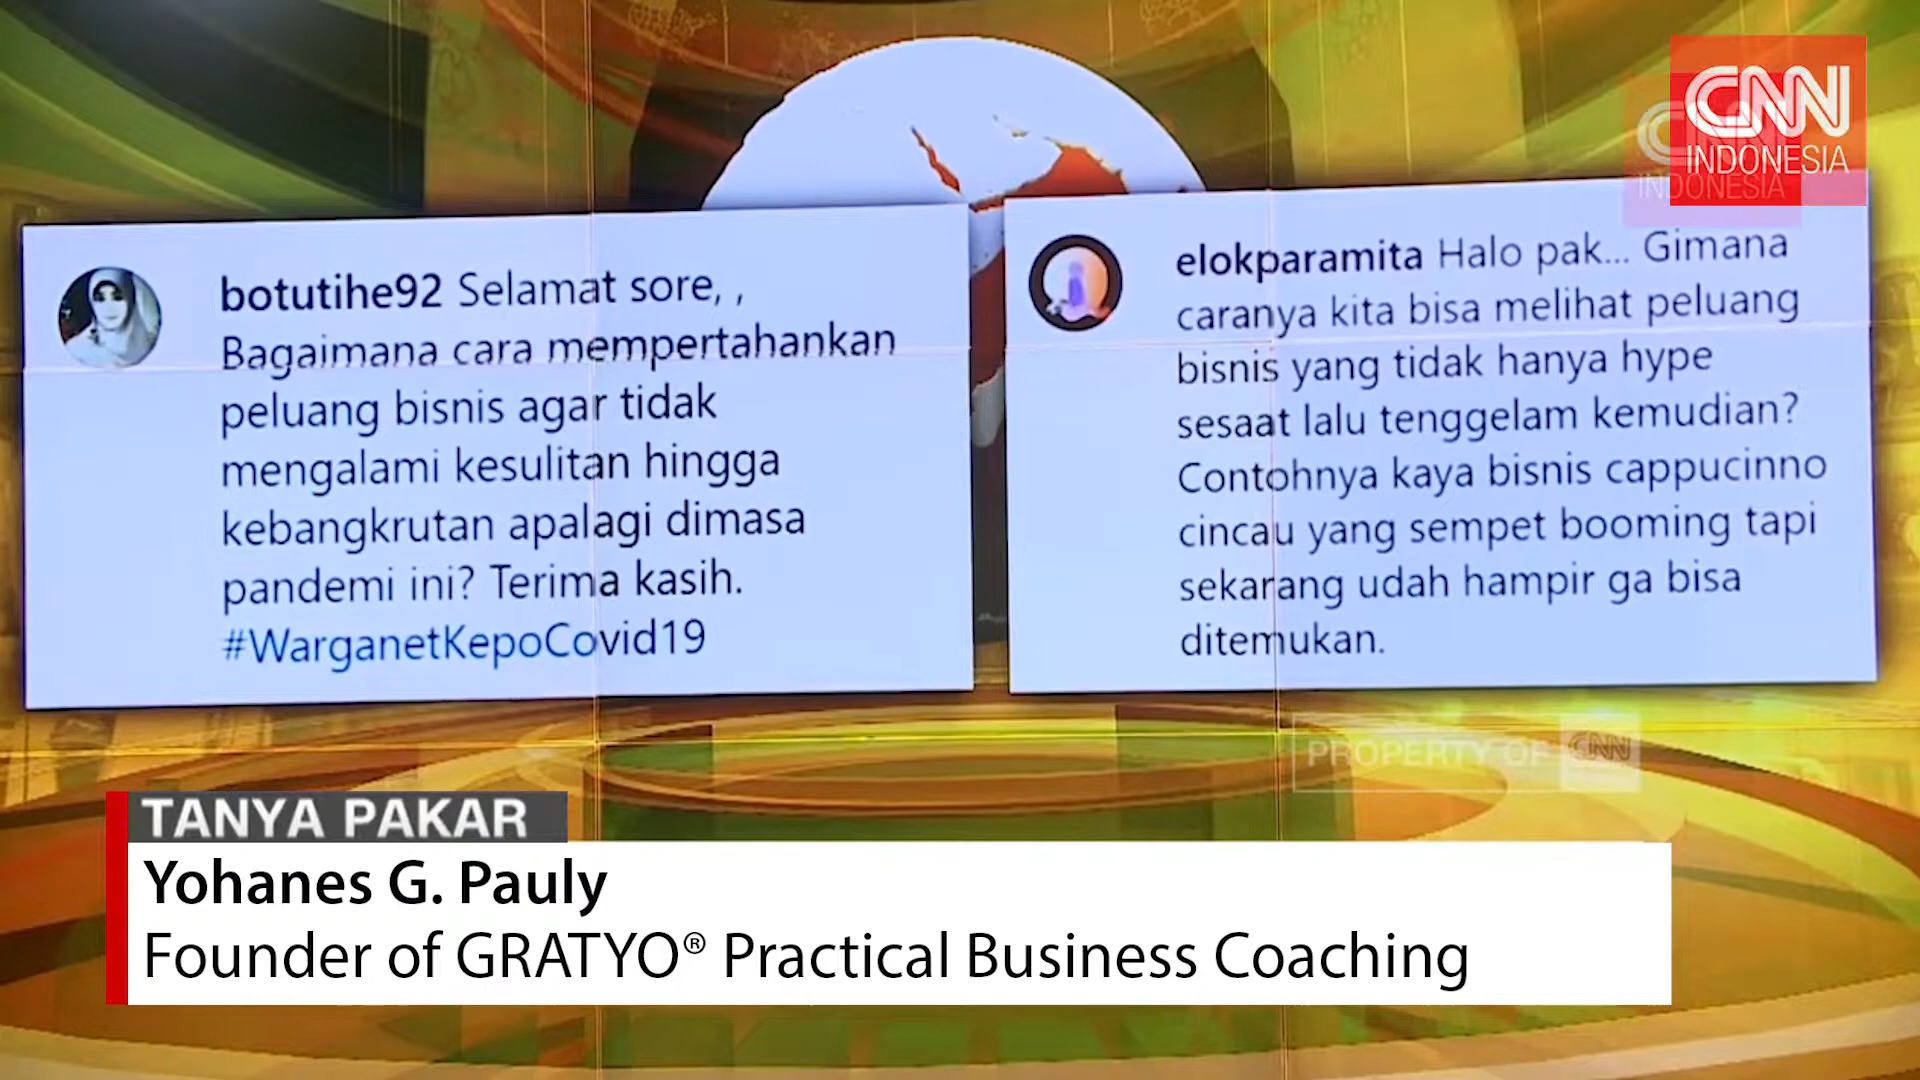 CNN
INDONESIA
CNN
INDONESIA
botutihe92 Selamat sore, ,
Bagaimana cara mempertahankan
peluang bisnis agar tidak
mengalami kesulitan hingga
kebangkrutan apalagi dimasa
pandemi ini? Terima kasih.
#WarganetKepoCovid19
elokparamita Halo pak... Gimana
caranya kita bisa melihat peluang
bisnis yang tidak hanya hype
sesaat lalu tenggelam kemudian?
Contohnya kaya bisnis cappucinno
cincau yang sempet booming tapi
sekarang udah hampir ga bisa
ditemukan.
PROPERTY OF CNN
TANYA PAKAR
Yohanes G. Pauly
Founder of GRATYO® Practical Business Coaching